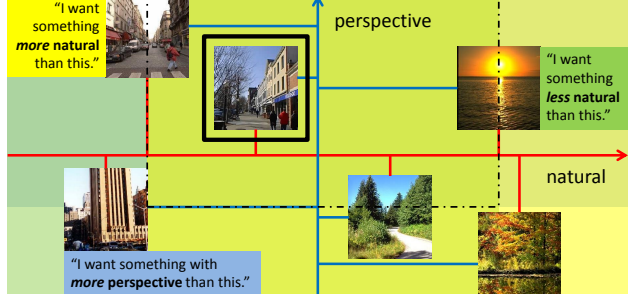 "I want
something
more natural
than this."
perspective
"I want
something
less natural
than this."
natural
"I want something with
more perspective than this."